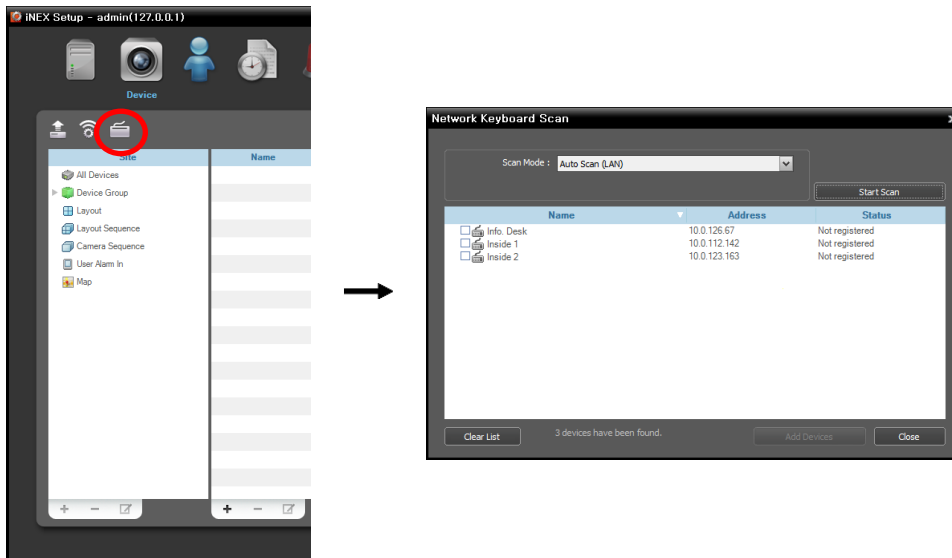 iNEX Setup - admin(127.0.0.1)
Device
Site
Name
All Devices
Device Group
Layout
Layout Sequence
Camera Sequence
User Alarm In
Map
Network Keyboard Scan
Scan Mode : Auto Scan (LAN)
Start Scan
Name Address Status
Info. Desk 10.0.126.67 Not registered
Inside 1 10.0.112.142 Not registered
Inside 2 10.0.123.163 Not registered
Clear List 3 devices have been found. Add Devices Close